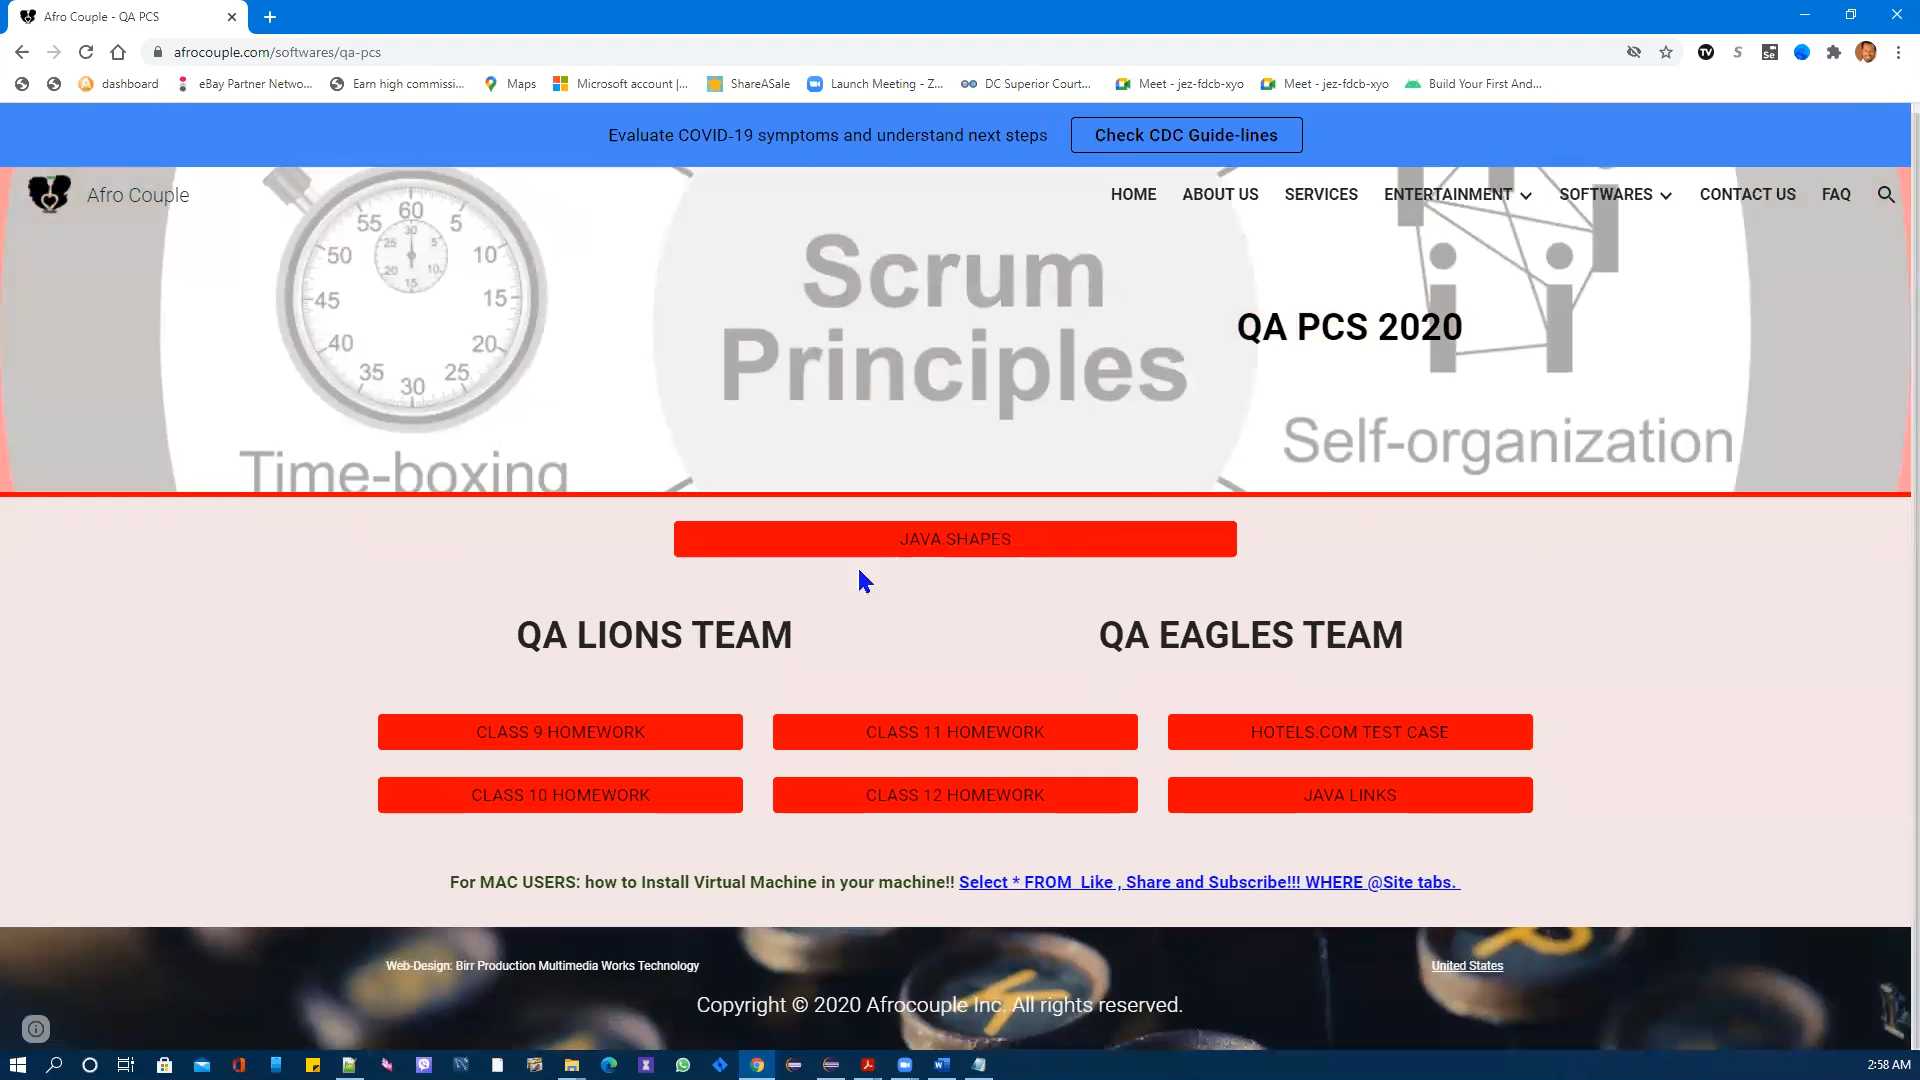 Afro Couple - QA PCS
afrocouple.com/softwares/qa-pcs
dashboard
eBay Partner Netwo...
Earn high commissi...
Maps
Microsoft account |...
ShareASale
Launch Meeting - Z...
DC Superior Court...
Meet - jez-fdcb-xyo
Meet - jez-fdcb-xyo
Build Your First And...
Evaluate COVID-19 symptoms and understand next steps
Check CDC Guide-lines
Afro Couple
HOME ABOUT US SERVICES ENTERTAINMENT SOFTWARES CONTACT US FAQ
60
55 5
50 10
45 15
40 20
35 25
30
30
25 5
20 10
15
Time-boxing
Scrum
Principles
QA PCS 2020
Self-organization
JAVA.SHAPES
QA LIONS TEAM
QA EAGLES TEAM
CLASS 9 HOMEWORK
CLASS 11 HOMEWORK
HOTELS.COM TEST CASE
CLASS 10 HOMEWORK
CLASS 12 HOMEWORK
JAVA LINKS
For MAC USERS: how to Install Virtual Machine in your machine!! Select * FROM Like , Share and Subscribe!!! WHERE @Site tabs.
Web-Design: Birr Production Multimedia Works Technology
United States
Copyright © 2020 Afrocouple Inc. All rights reserved.
2:58 AM